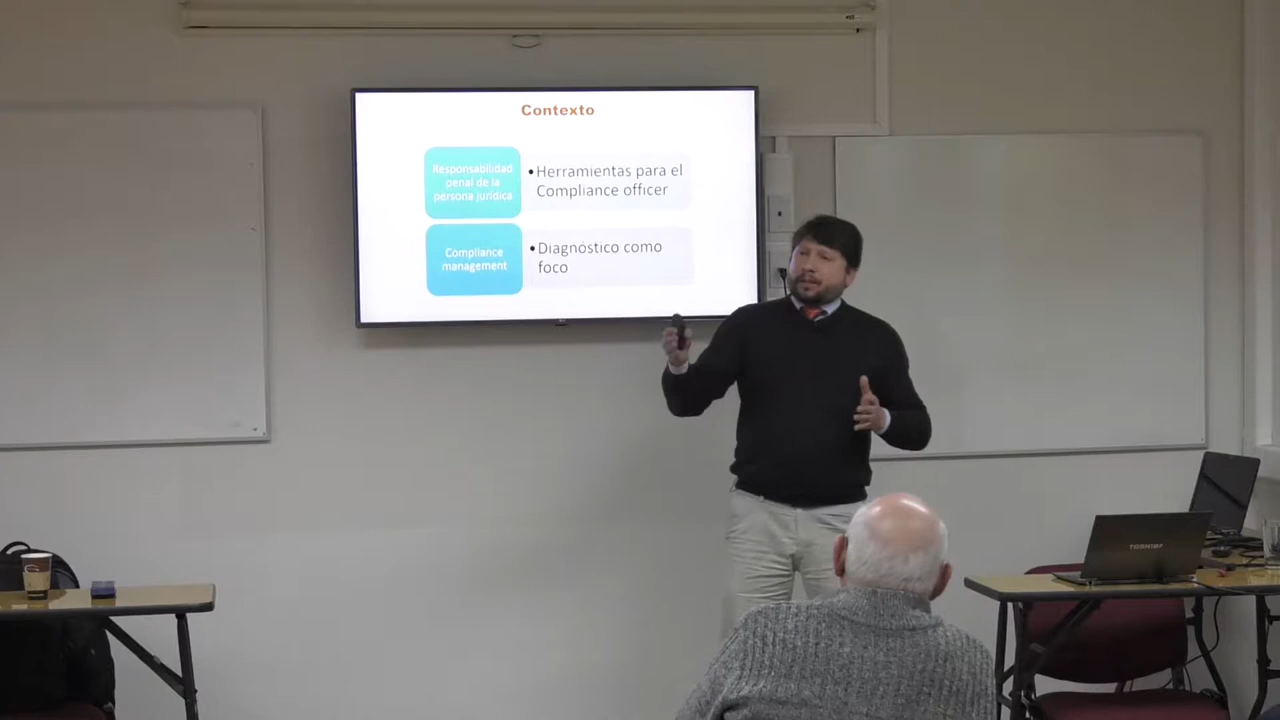 Contexto
Responsabilidad
penal de la
persona jurídica
•Herramientas para el
Compliance officer
Compliance
management
•Diagnóstico como
foco
TOSHIBA